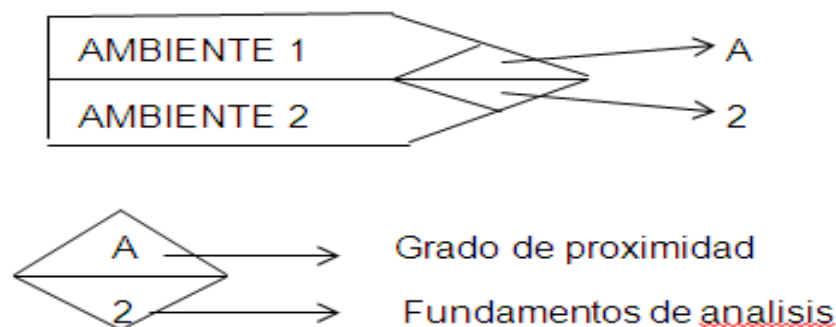 AMBIENTE 1
A
AMBIENTE 2
2
A
Grado de proximidad
2
Fundamentos de analisis